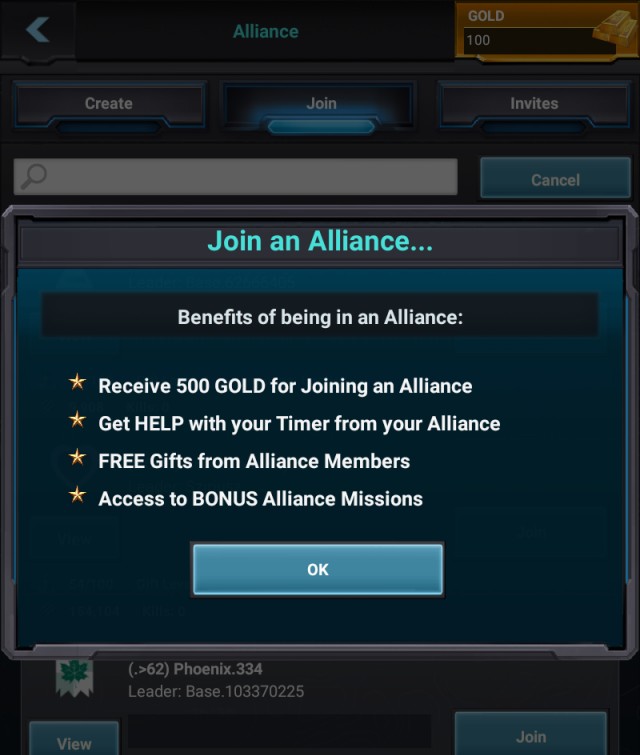 Alliance
GOLD
100
Create
Join
Invites
Cancel
Join an Alliance...
Benefits of being in an Alliance:
Receive 500 GOLD for Joining an Alliance
Get HELP with your Timer from your Alliance
FREE Gifts from Alliance Members
Access to BONUS Alliance Missions
OK
(.>62) Phoenix.334
Leader: Base.103370225
View
Join